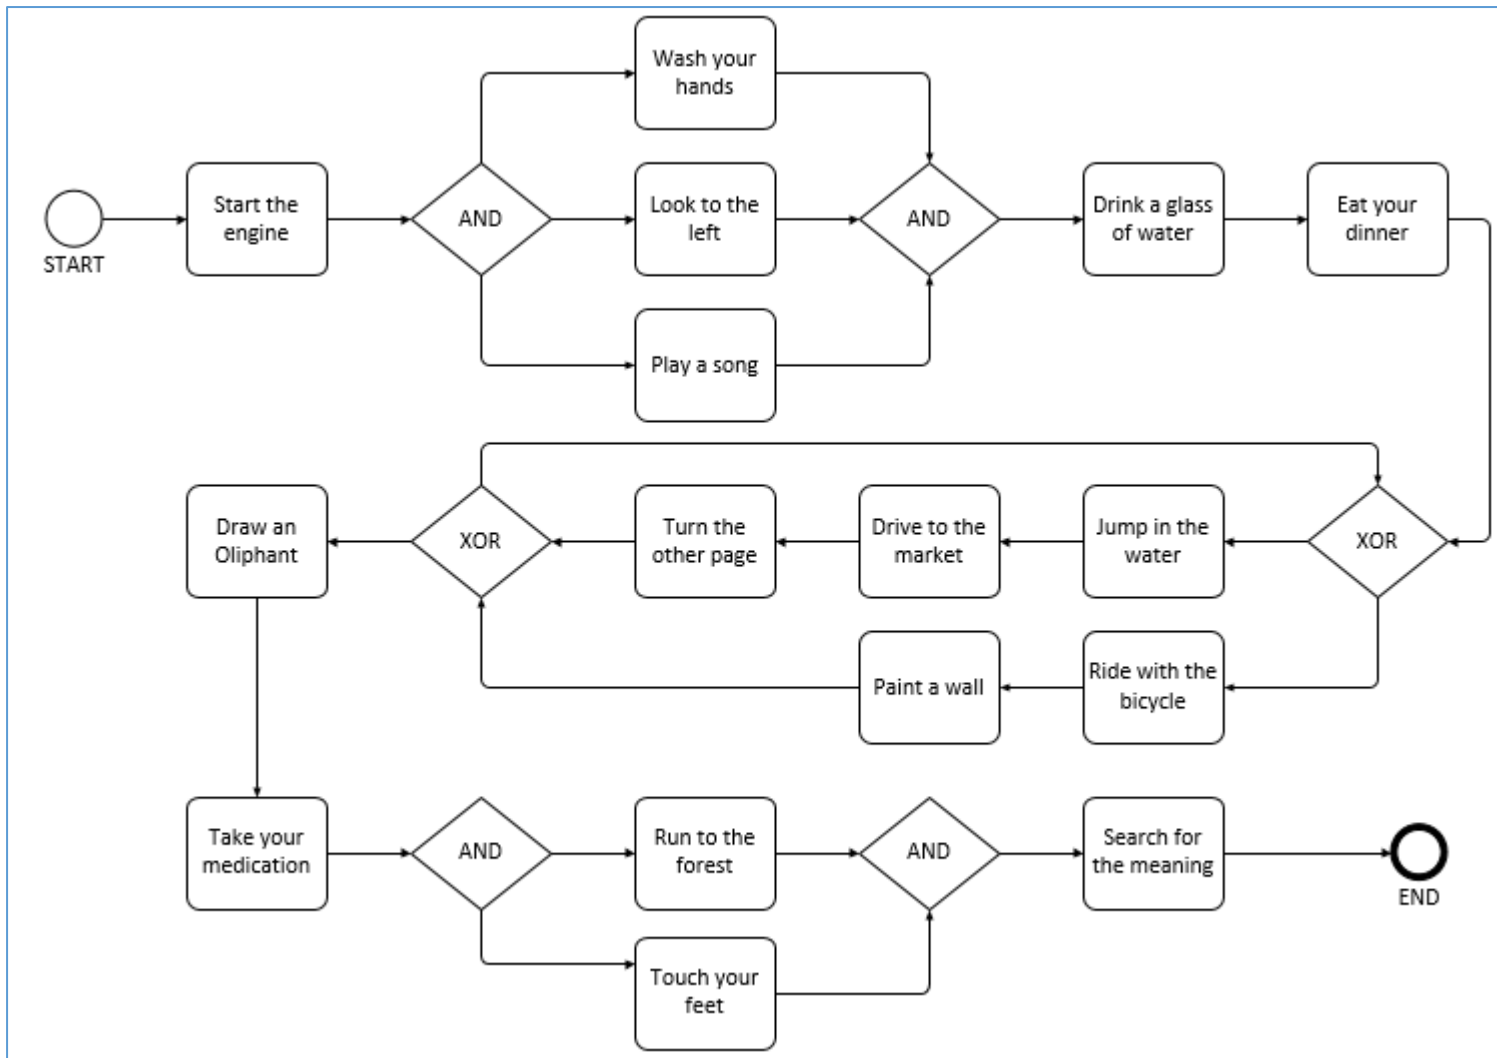 Wash your
hands
START
Start the
engine
AND
Look to the
left
AND
Drink a glass
of water
Eat your
dinner
Play a song
Draw an
Oliphant
XOR
Turn the
other page
Drive to the
market
Jump in the
water
XOR
Paint a wall
Ride with the
bicycle
Take your
medication
AND
Run to the
forest
AND
Search for
the meaning
END
Touch your
feet